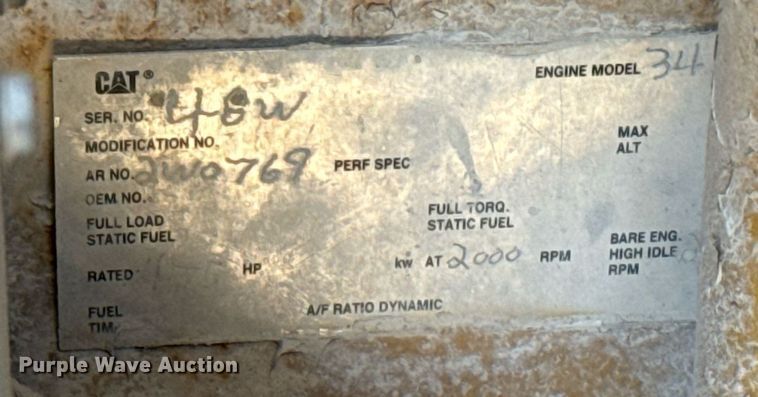 CAT® ENGINE MODEL 34
SER. NO. 48W
MODIFICATION NO. MAX ALT
AR NO. 2W0769 PERF SPEC
OEM NO.
FULL LOAD STATIC FUEL FULL TORQ. STATIC FUEL
RATED HP kw AT 2000 RPM BARE ENG. HIGH IDLE RPM
FUEL TIM. A/F RATIO DYNAMIC
Purple Wave Auction